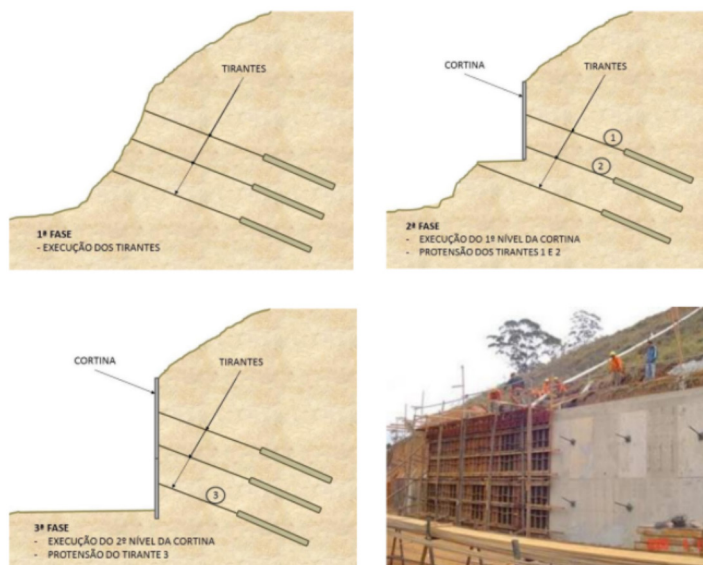 TIRANTES
1ª FASE
- EXECUÇÃO DOS TIRANTES
CORTINA
TIRANTES
1
2
2ª FASE
- EXECUÇÃO DO 1º NÍVEL DA CORTINA
- PROTENSÃO DOS TIRANTES 1 E 2
CORTINA
TIRANTES
3
3ª FASE
- EXECUÇÃO DO 2º NÍVEL DA CORTINA
- PROTENSÃO DO TIRANTE 3